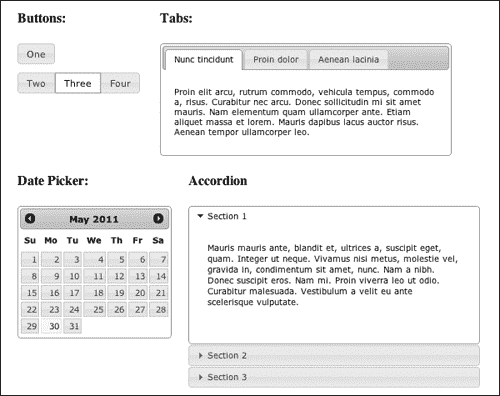 Buttons:
Tabs:
One
Two Three Four
Nunc tincidunt Proin dolor Aenean lacinia
Proin elit arcu, rutrum commodo, vehicula tempus, commodo
a, risus. Curabitur nec arcu. Donec sollicitudin mi sit amet
mauris. Nam elementum quam ullamcorper ante. Etiam
aliquet massa et lorem. Mauris dapibus lacus auctor risus.
Aenean tempor ullamcorper leo.
Date Picker:
Accordion
May 2011
Su Mo Tu We Th Fr Sa
1 2 3 4 5 6 7
8 9 10 11 12 13 14
15 16 17 18 19 20 21
22 23 24 25 26 27 28
29 30 31
Section 1
Mauris mauris ante, blandit et, ultrices a, suscipit eget,
quam. Integer ut neque. Vivamus nisi metus, molestie vel,
gravida in, condimentum sit amet, nunc. Nam a nibh.
Donec suscipit eros. Nam mi. Proin viverra leo ut odio.
Curabitur malesuada. Vestibulum a velit eu ante
scelerisque vulputate.
Section 2
Section 3